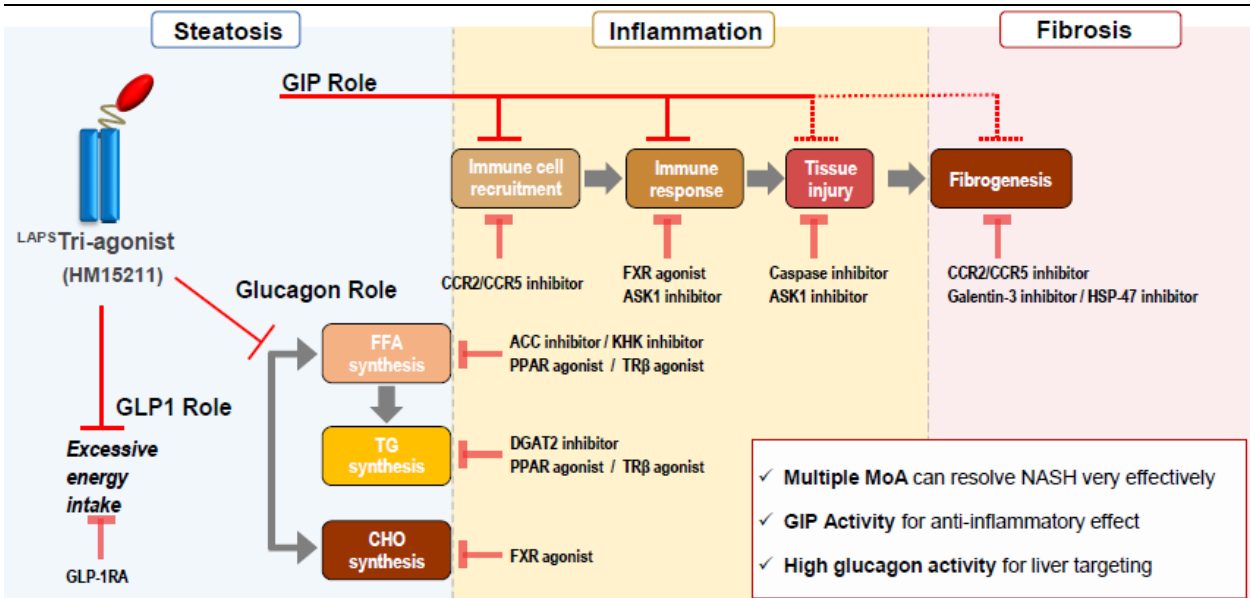 Steatosis
Inflammation
Fibrosis
GIP Role
Immune cell
recruitment
Immune
response
Tissue
injury
Fibrogenesis
LAPSTri-agonist
(HM15211)
CCR2/CCR5 inhibitor
FXR agonist
ASK1 inhibitor
Caspase inhibitor
ASK1 inhibitor
CCR2/CCR5 inhibitor
Galentin-3 inhibitor / HSP-47 inhibitor
Glucagon Role
FFA
synthesis
ACC inhibitor / KHK inhibitor
PPAR agonist / TRβ agonist
GLP1 Role
Excessive
energy
intake
TG
synthesis
DGAT2 inhibitor
PPAR agonist / TRβ agonist
CHO
synthesis
FXR agonist
GLP-1RA
✓ Multiple MoA can resolve NASH very effectively
✓ GIP Activity for anti-inflammatory effect
✓ High glucagon activity for liver targeting